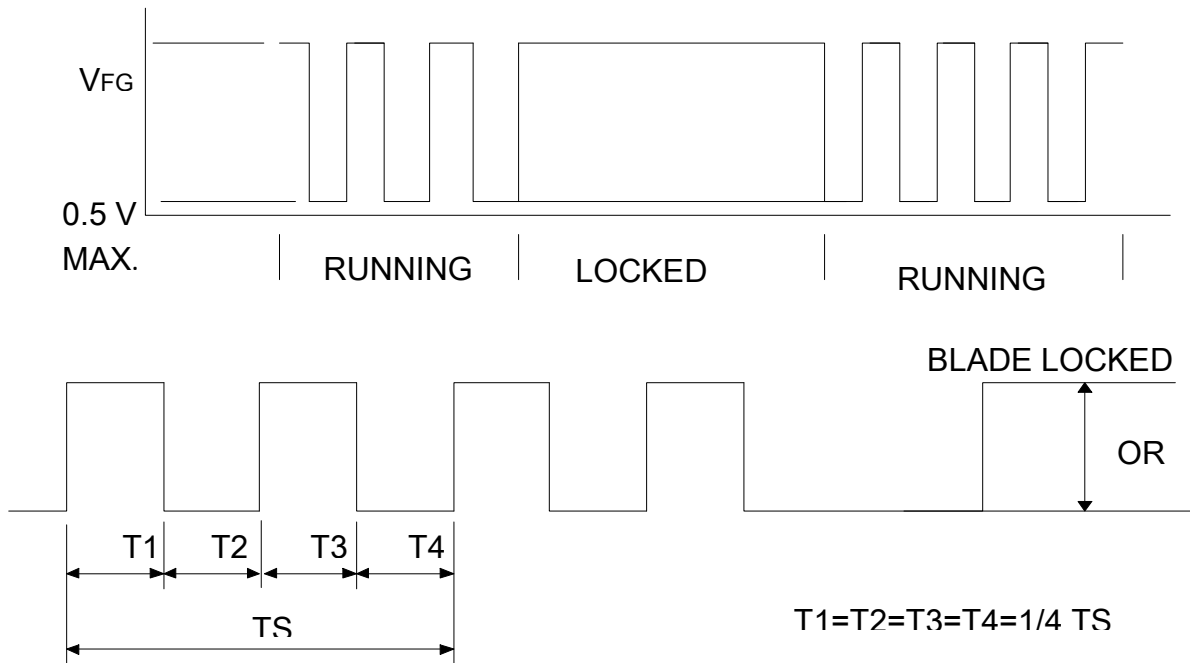 VFG
0.5 V
MAX.
RUNNING
LOCKED
RUNNING
BLADE LOCKED
OR
T1
T2
T3
T4
TS
T1=T2=T3=T4=1/4 TS